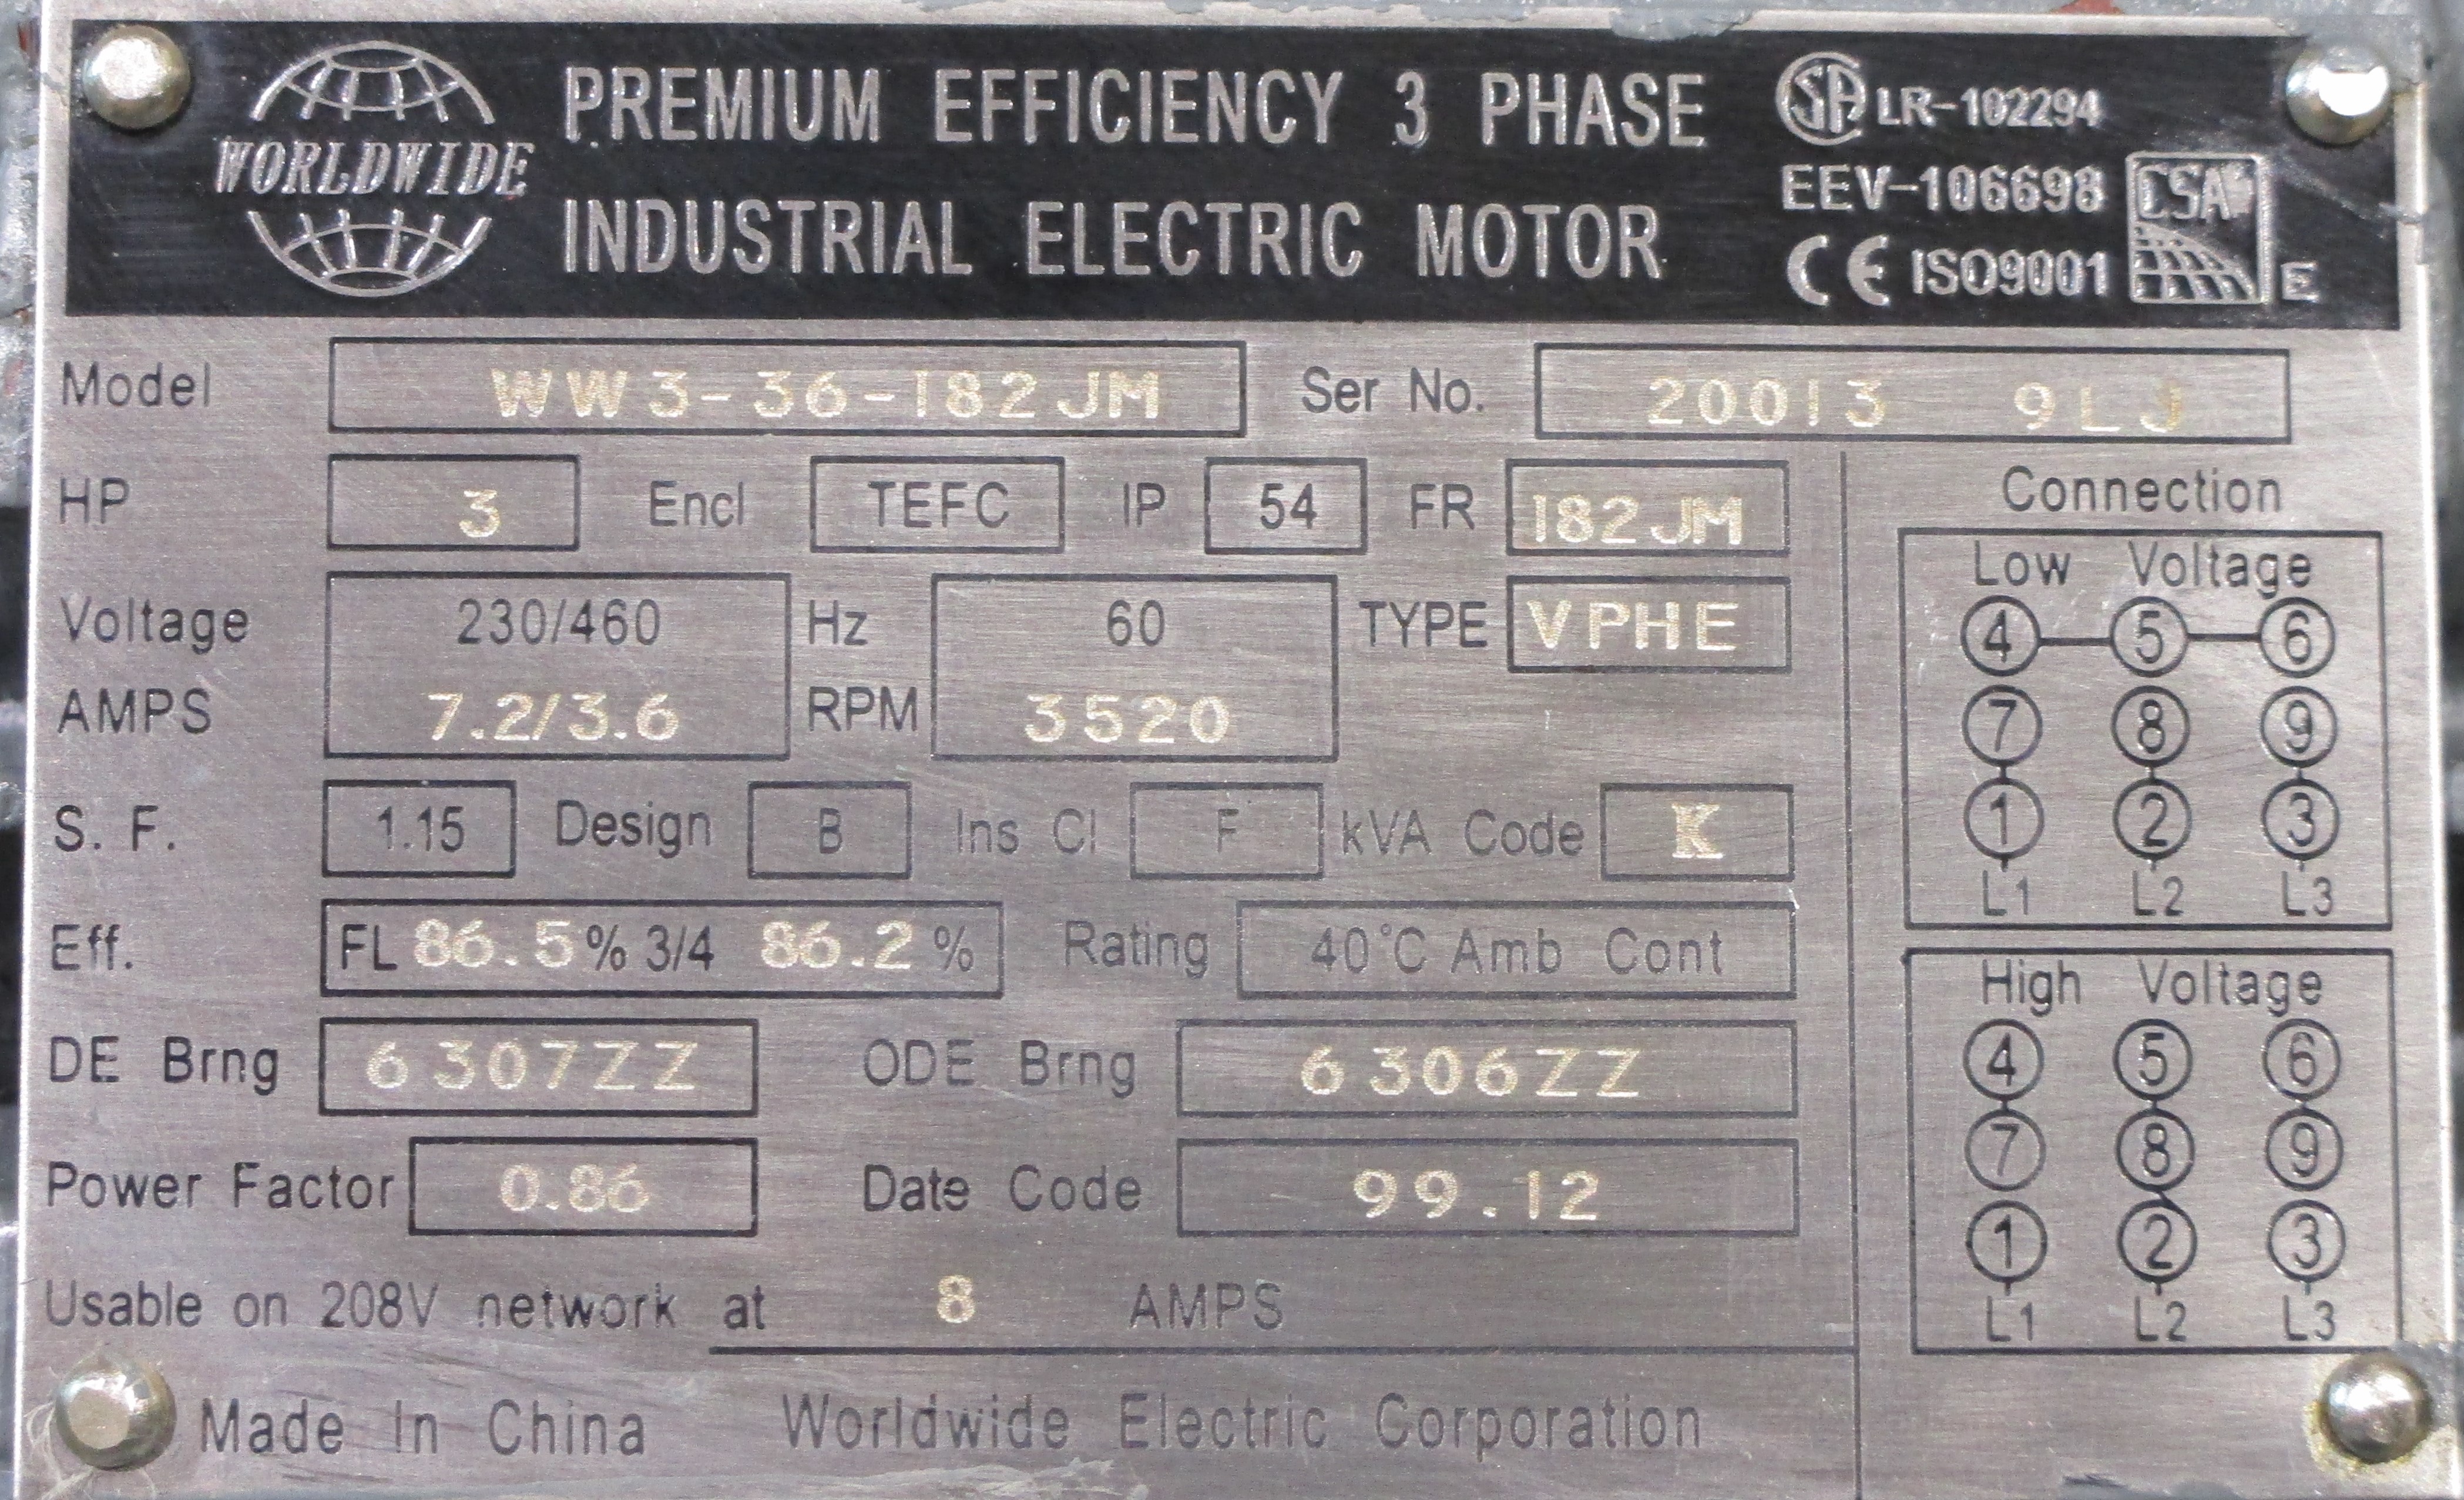 WORLDWIDE
PREMIUM EFFICIENCY 3 PHASE
INDUSTRIAL ELECTRIC MOTOR
SA LR-102294
EEV-106698
CE ISO9001
CSA
E
Model WW3-36-182JM Ser No. 20013 9LJ
HP 3 Encl TEFC IP 54 FR 182JM
Voltage 230/460 Hz 60 TYPE VPHE
AMPS 7.2/3.6 RPM 3520
S. F. 1.15 Design B Ins Cl F kVA Code K
Eff. FL 86.5% 3/4 86.2% Rating 40°C Amb Cont
DE Brng 6307ZZ ODE Brng 6306ZZ
Power Factor 0.86 Date Code 99.12
Usable on 208V network at 8 AMPS
Made In China Worldwide Electric Corporation
Connection
Low Voltage
4 5 6
7 8 9
1 2 3
L1 L2 L3
High Voltage
4 5 6
7 8 9
1 2 3
L1 L2 L3